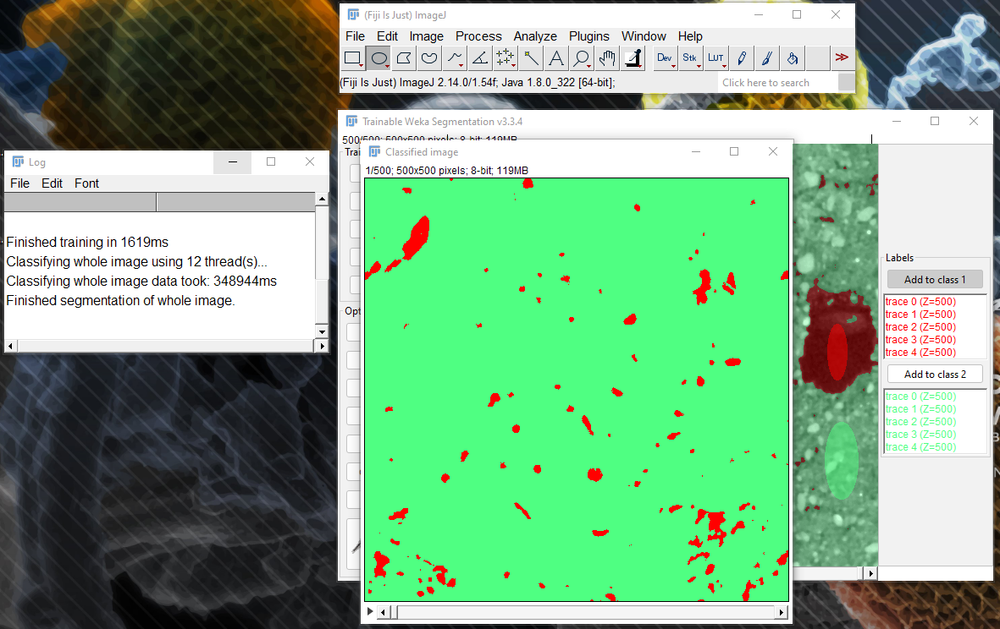 (Fiji Is Just) ImageJ
File Edit Image Process Analyze Plugins Window Help
Dev Stk LUT
(Fiji Is Just) ImageJ 2.14.0/1.54f; Java 1.8.0_322 [64-bit];
Click here to search
Trainable Weka Segmentation v3.3.4
500/500; 500x500 pixels; 8-bit; 119MB
Log
File Edit Font
Finished training in 1619ms
Classifying whole image using 12 thread(s)...
Classifying whole image data took: 348944ms
Finished segmentation of whole image.
Trai
Opt
Classified image
1/500; 500x500 pixels; 8-bit; 119MB
Labels
Add to class 1
trace 0 (Z=500)
trace 1 (Z=500)
trace 2 (Z=500)
trace 3 (Z=500)
trace 4 (Z=500)
Add to class 2
trace 0 (Z=500)
trace 1 (Z=500)
trace 2 (Z=500)
trace 3 (Z=500)
trace 4 (Z=500)